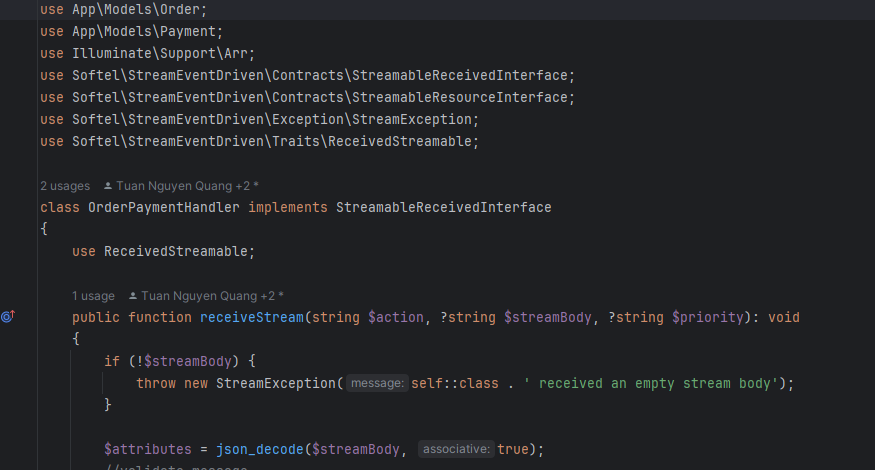 use App\Models\Order;
use App\Models\Payment;
use Illuminate\Support\Arr;
use Softel\StreamEventDriven\Contracts\StreamableReceivedInterface;
use Softel\StreamEventDriven\Contracts\StreamableResourceInterface;
use Softel\StreamEventDriven\Exception\StreamException;
use Softel\StreamEventDriven\Traits\ReceivedStreamable;
2 usages Tuan Nguyen Quang +2 *
class OrderPaymentHandler implements StreamableReceivedInterface
{
use ReceivedStreamable;
1 usage Tuan Nguyen Quang +2 *
public function receiveStream(string $action, ?string $streamBody, ?string $priority): void
{
if (!$streamBody) {
throw new StreamException( message: self::class . ' received an empty stream body');
}
$attributes = json_decode($streamBody, associative: true);
//validate message